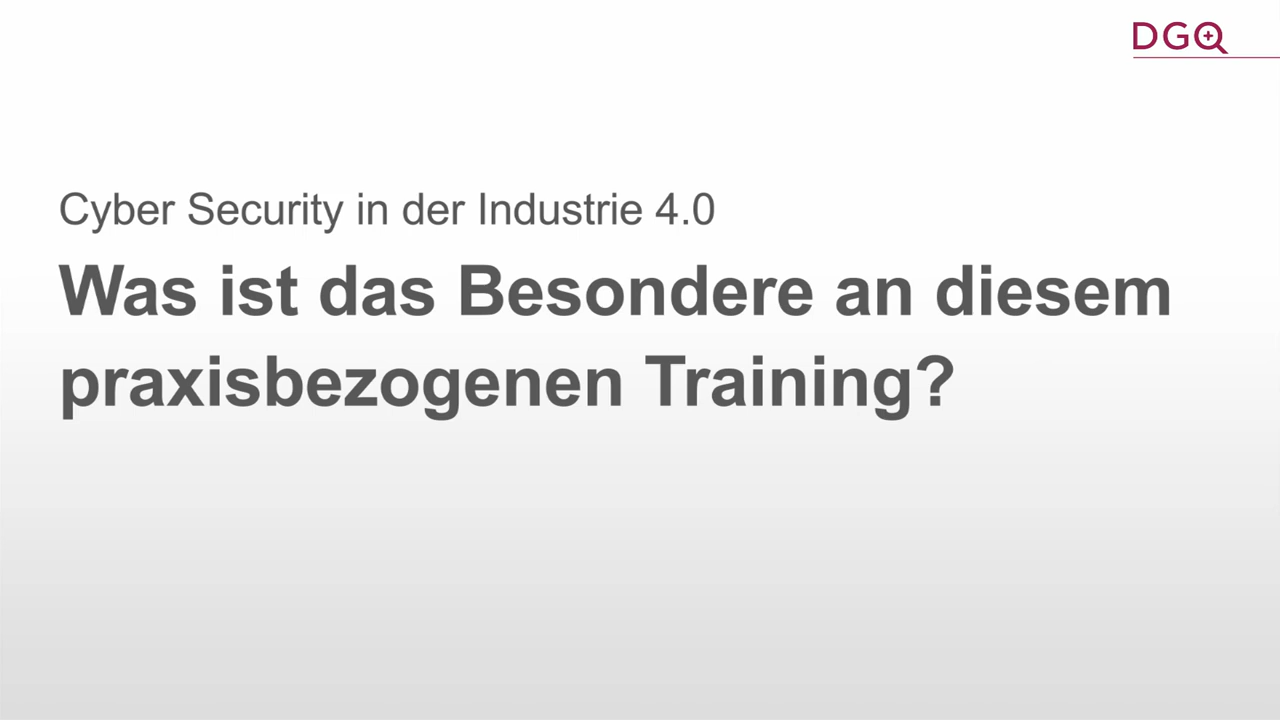 DGQ
Cyber Security in der Industrie 4.0
Was ist das Besondere an diesem
praxisbezogenen Training?